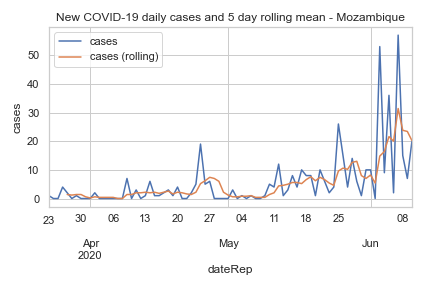 New COVID-19 daily cases and 5 day rolling mean - Mozambique
cases
cases (rolling)
50
40
30
20
10
0
cases
23 30 06 13 20 27 04 11 18 25 08
Apr May Jun
2020
dateRep